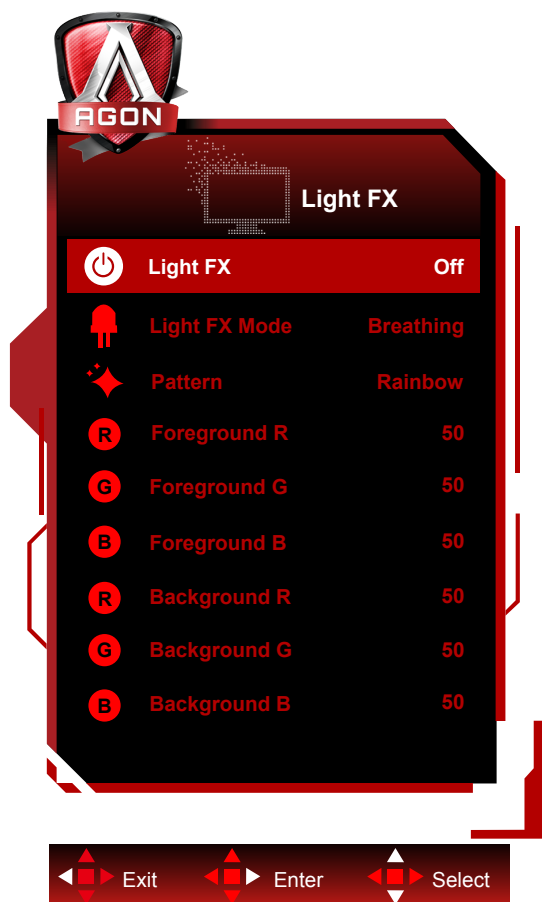 AGON
Light FX
Light FX Off
Light FX Mode Breathing
Pattern Rainbow
R Foreground R 50
G Foreground G 50
B Foreground B 50
R Background R 50
G Background G 50
B Background B 50
Exit Enter Select